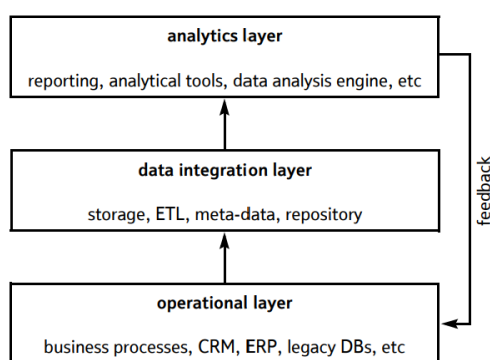 analytics layer
reporting, analytical tools, data analysis engine, etc
data integration layer
storage, ETL, meta-data, repository
feedback
operational layer
business processes, CRM, ERP, legacy DBs, etc